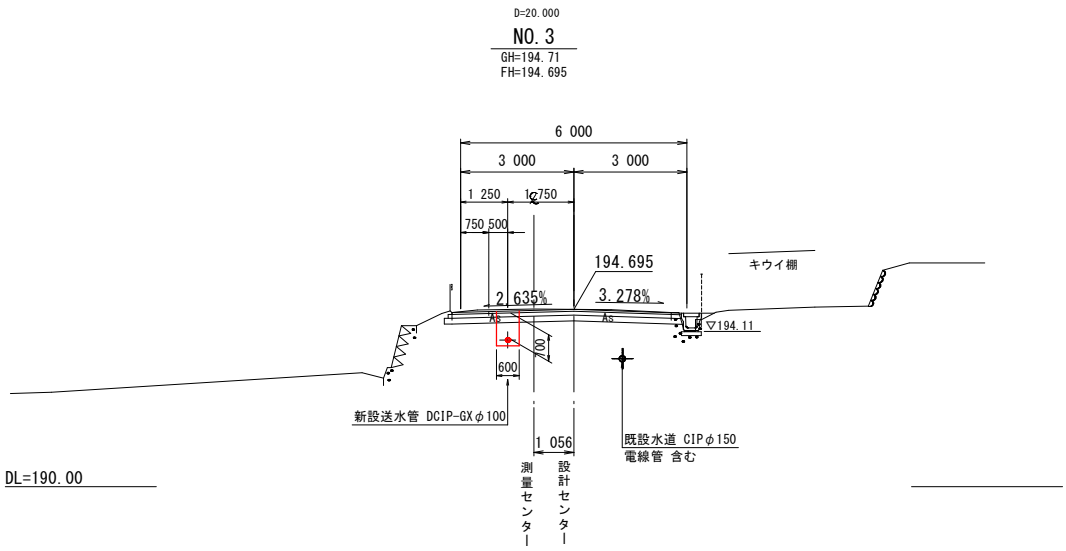 D=20.000
NO. 3
GH=194.71
FH=194.695
6 000
3 000
3 000
1 250
1 750
℄
750
500
194.695
キウイ棚
2.635%
3.278%
As
As
▽194.11
700
600
新設送水管 DCIP-GXφ100
1 056
既設水道 CIPφ150
電線管 含む
DL=190.00
測量センター
設計センター